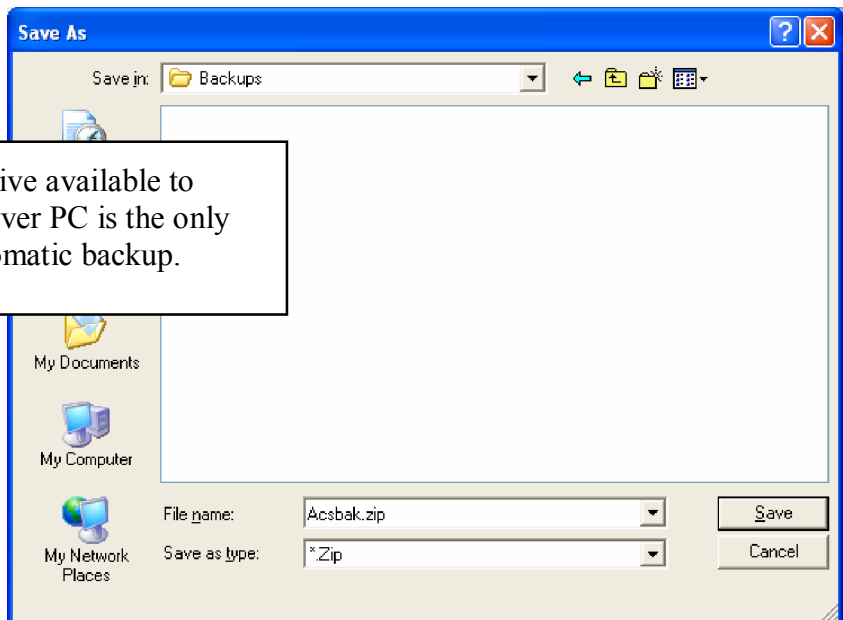 Save As
Save in:
Backups
ive available to
ver PC is the only
omatic backup.
My Documents
My Computer
My Network
Places
File name:
Acsbak.zip
Save
Save as type:
*.Zip
Cancel